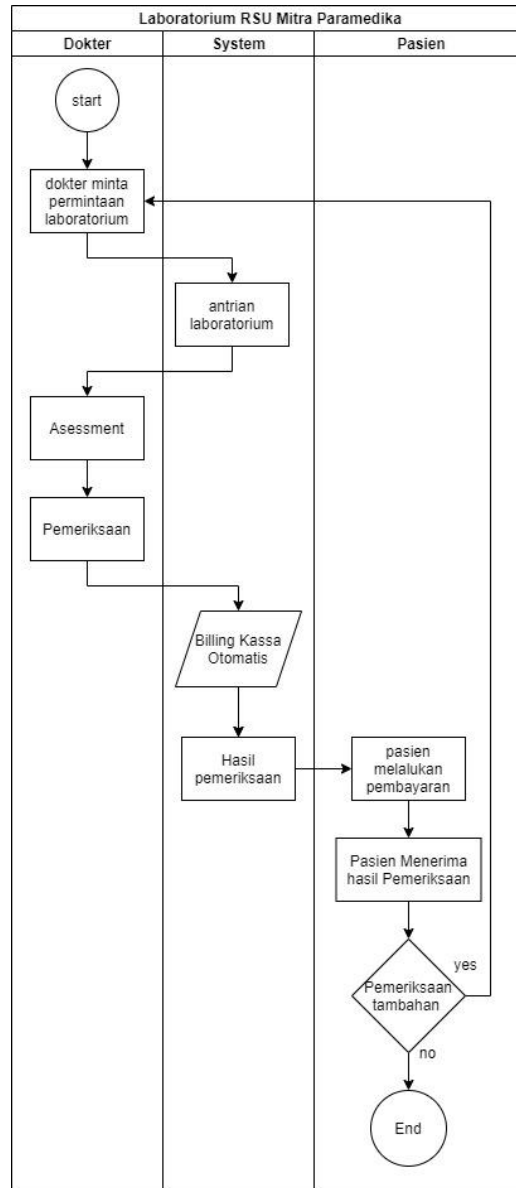 Laboratorium RSU Mitra Paramedika
Dokter
System
Pasien
start
dokter minta
permintaan
laboratorium
antrian
laboratorium
Asessment
Pemeriksaan
Billing Kassa
Otomatis
Hasil
pemeriksaan
pasien
melalukan
pembayaran
Pasien Menerima
hasil Pemeriksaan
Pemeriksaan
tambahan
yes
no
End